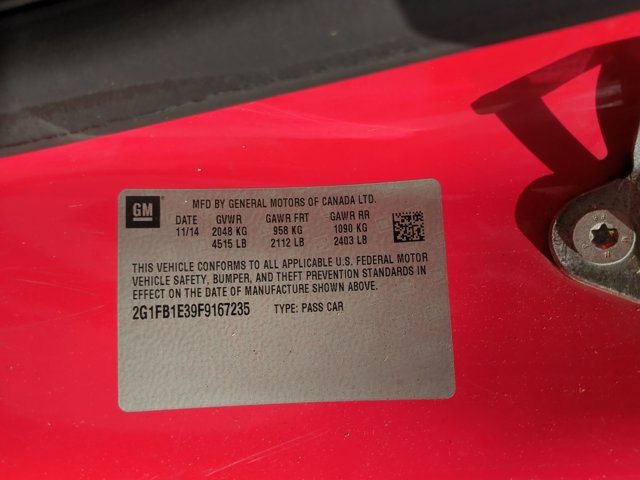 GM
MFD BY GENERAL MOTORS OF CANADA LTD.
DATE GVWR GAWR FRT GAWR RR
11/14 2048 KG 958 KG 1090 KG
4515 LB 2112 LB 2403 LB
THIS VEHICLE CONFORMS TO ALL APPLICABLE U.S. FEDERAL MOTOR
VEHICLE SAFETY, BUMPER, AND THEFT PREVENTION STANDARDS IN
EFFECT ON THE DATE OF MANUFACTURE SHOWN ABOVE.
2G1FB1E39F9167235 TYPE: PASS CAR